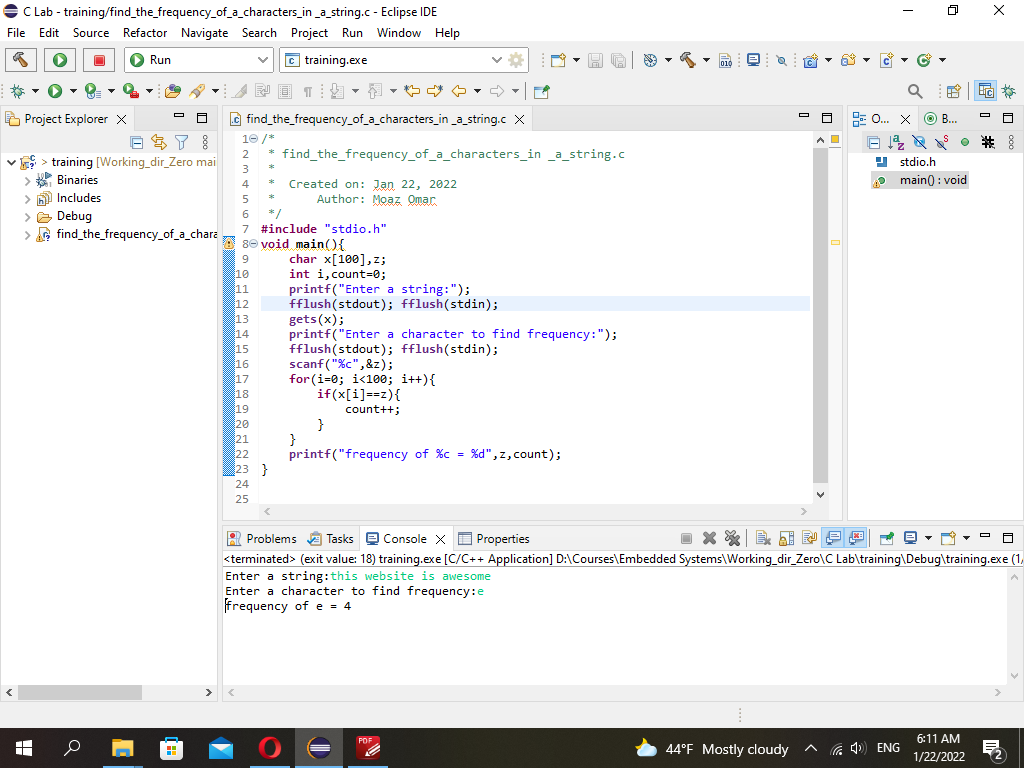 C Lab - training/find_the_frequency_of_a_characters_in _a_string.c - Eclipse IDE
File Edit Source Refactor Navigate Search Project Run Window Help
Run
training.exe
Project Explorer
find_the_frequency_of_a_characters_in _a_string.c
O...
B...
training [Working_dir_Zero mai
Binaries
Includes
Debug
find_the_frequency_of_a_chara
1 /*
2 * find_the_frequency_of_a_characters_in _a_string.c
3 *
4 * Created on: Jan 22, 2022
5 * Author: Moaz Omar
6 */
7 #include "stdio.h"
8 void main(){
9 char x[100],z;
10 int i,count=0;
11 printf("Enter a string:");
12 fflush(stdout); fflush(stdin);
13 gets(x);
14 printf("Enter a character to find frequency:");
15 fflush(stdout); fflush(stdin);
16 scanf("%c",&z);
17 for(i=0; i<100; i++){
18 if(x[i]==z){
19 count++;
20 }
21 }
22 printf("frequency of %c = %d",z,count);
23 }
24
25
stdio.h
main() : void
Problems Tasks Console Properties
<terminated> (exit value: 18) training.exe [C/C++ Application] D:\Courses\Embedded Systems\Working_dir_Zero\C Lab\training\Debug\training.exe (1/
Enter a string:this website is awesome
Enter a character to find frequency:e
frequency of e = 4
PDF
44°F Mostly cloudy
ENG
6:11 AM
1/22/2022
2